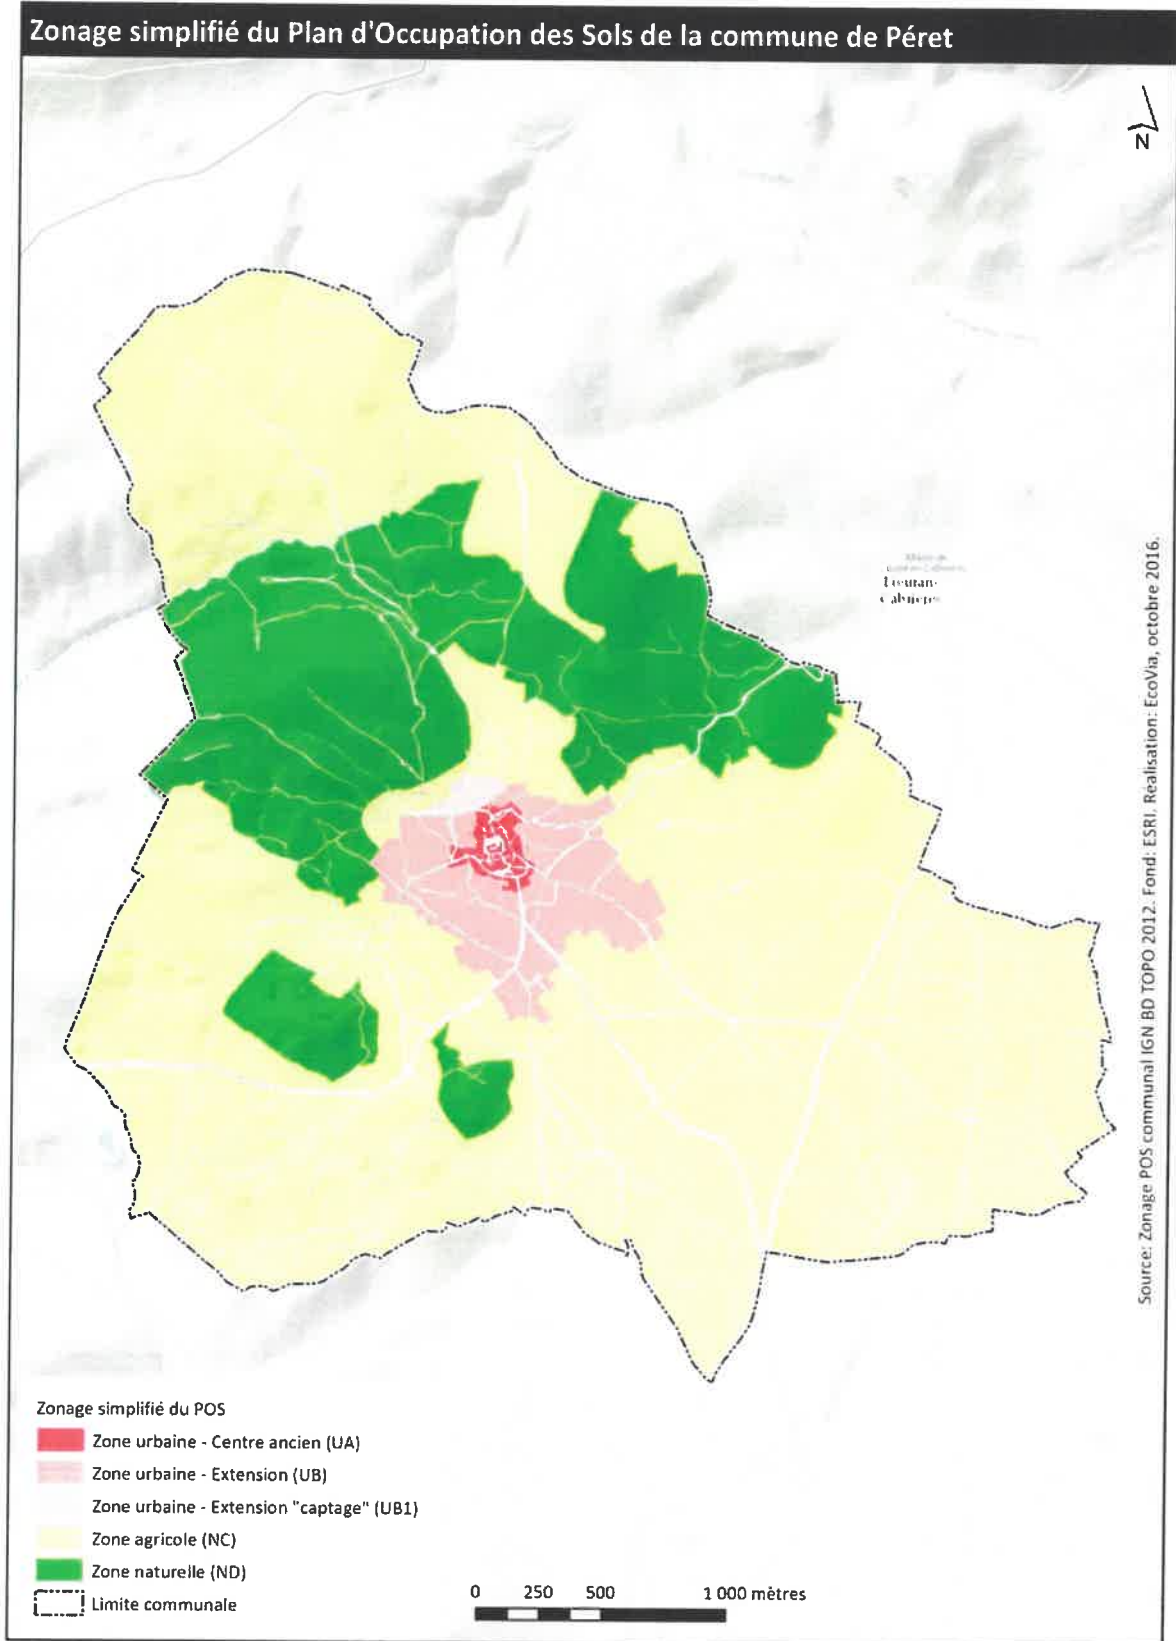 Zonage simplifié du Plan d'Occupation des Sols de la commune de Péret
N
Source: Zonage POS communal IGN BD TOPO 2012. Fond: ESRI. Réalisation: EcoVia, octobre 2016.
Zonage simplifié du POS
Zone urbaine - Centre ancien (UA)
Zone urbaine - Extension (UB)
Zone urbaine - Extension "captage" (UB1)
Zone agricole (NC)
Zone naturelle (ND)
Limite communale
0 250 500 1 000 mètres